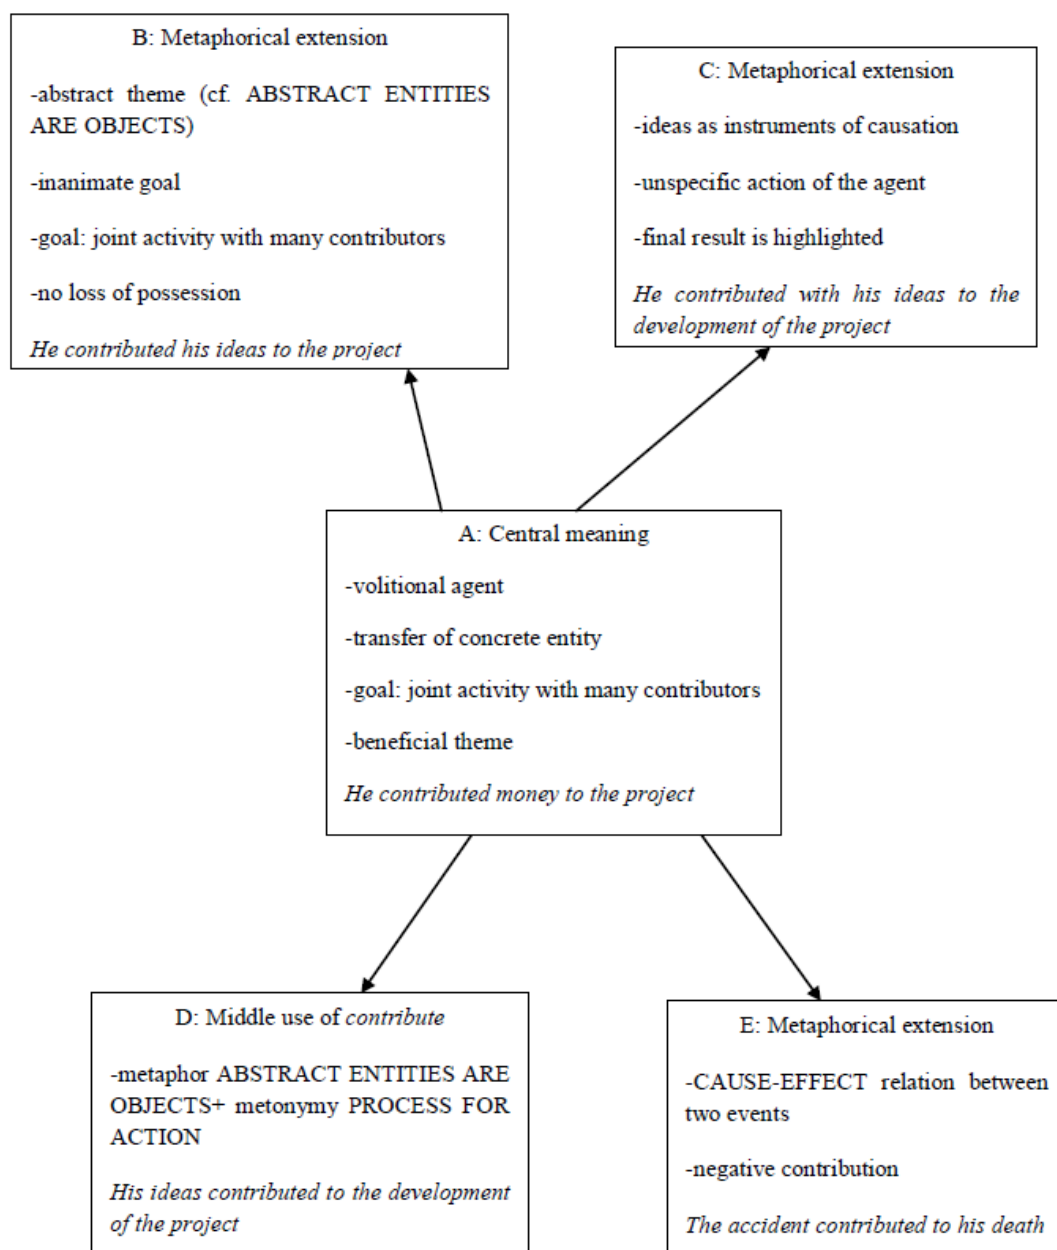 B: Metaphorical extension
-abstract theme (cf. ABSTRACT ENTITIES
ARE OBJECTS)
-inanimate goal
-goal: joint activity with many contributors
-no loss of possession
He contributed his ideas to the project
C: Metaphorical extension
-ideas as instruments of causation
-unspecific action of the agent
-final result is highlighted
He contributed with his ideas to the
development of the project
A: Central meaning
-volitional agent
-transfer of concrete entity
-goal: joint activity with many contributors
-beneficial theme
He contributed money to the project
D: Middle use of contribute
-metaphor ABSTRACT ENTITIES ARE
OBJECTS+ metonymy PROCESS FOR
ACTION
His ideas contributed to the development
of the project
E: Metaphorical extension
-CAUSE-EFFECT relation between
two events
-negative contribution
The accident contributed to his death